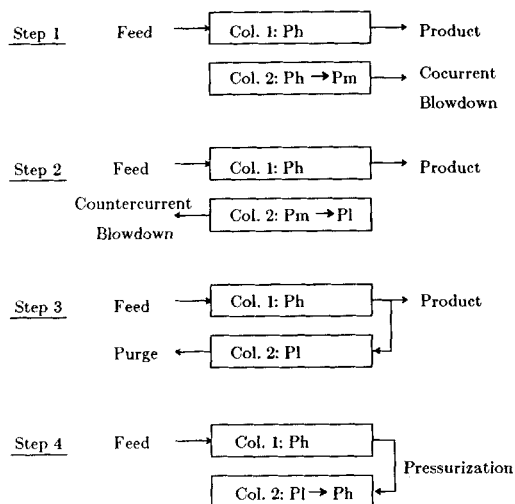 Step 1 Feed Col. 1: Ph Product
Col. 2: Ph → Pm Cocurrent
Blowdown
Step 2 Feed Col. 1: Ph Product
Countercurrent Col. 2: Pm → Pl
Blowdown
Step 3 Feed Col. 1: Ph Product
Purge Col. 2: Pl
Step 4 Feed Col. 1: Ph
Pressurization
Col. 2: Pl → Ph